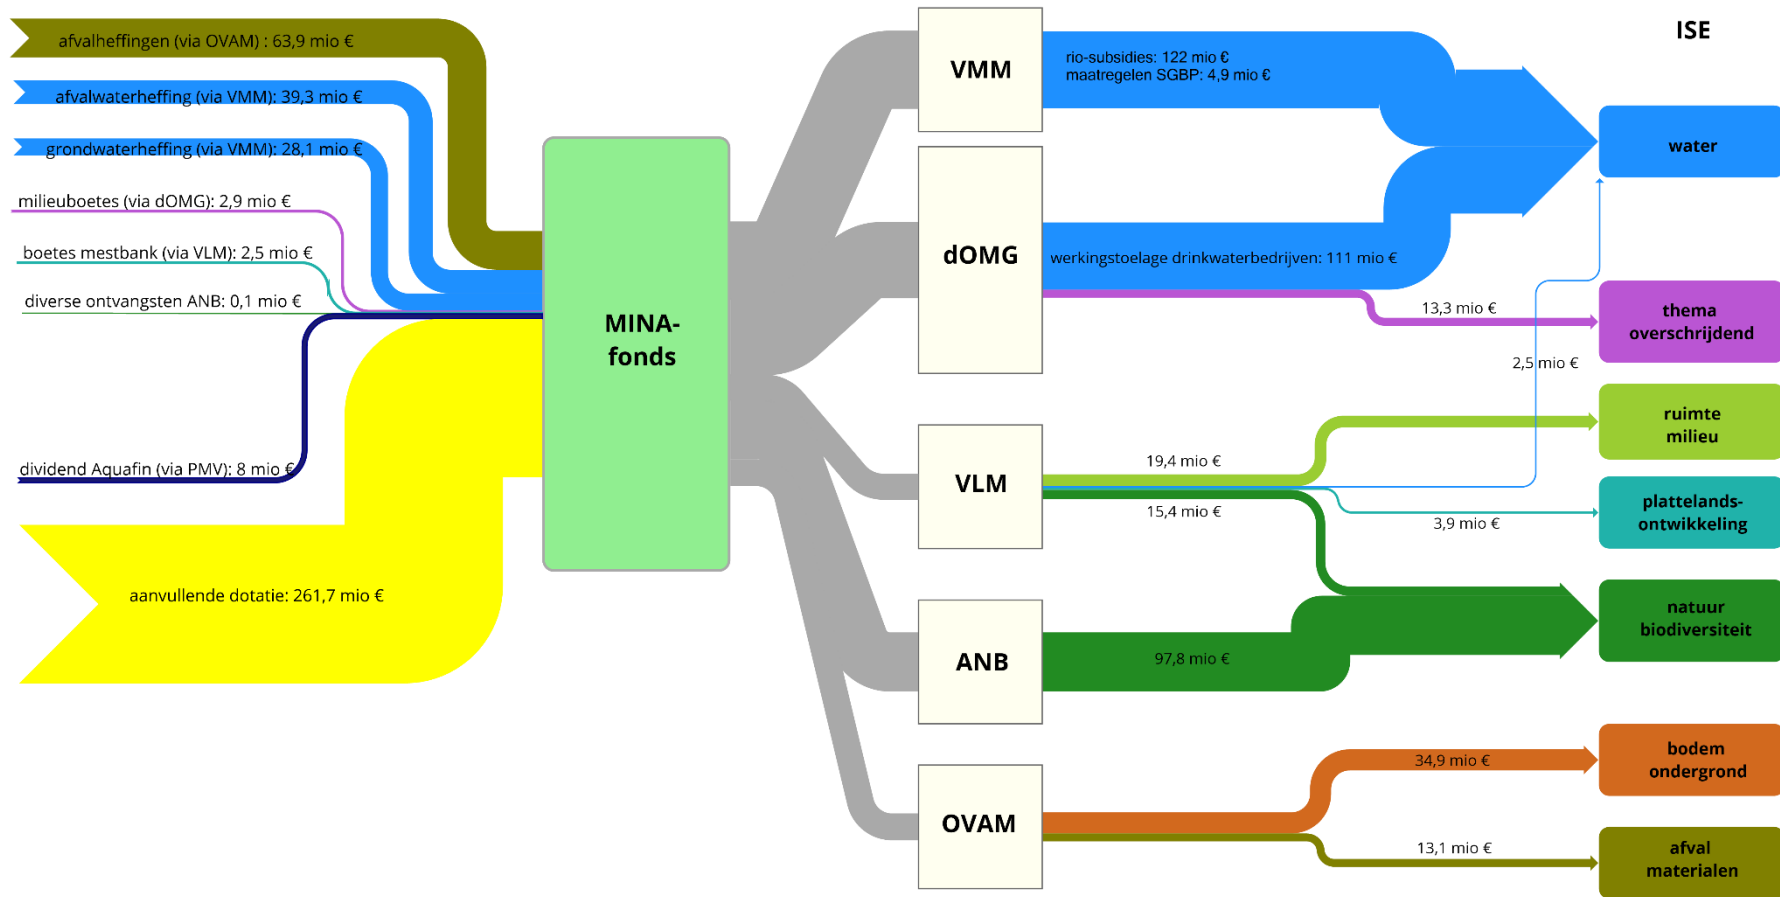 afvalheffingen (via OVAM) : 63,9 mio €
afvalwaterheffing (via VMM): 39,3 mio €
grondwaterheffing (via VMM): 28,1 mio €
milieuboetes (via dOMG): 2,9 mio €
boetes mestbank (via VLM): 2,5 mio €
diverse ontvangsten ANB: 0,1 mio €
dividend Aquafin (via PMV): 8 mio €
aanvullende dotatie: 261,7 mio €
MINA-
fonds
VMM
dOMG
VLM
ANB
OVAM
rio-subsidies: 122 mio €
maatregelen SGBP: 4,9 mio €
werkingstoelage drinkwaterbedrijven: 111 mio €
13,3 mio €
2,5 mio €
19,4 mio €
15,4 mio €
3,9 mio €
97,8 mio €
34,9 mio €
13,1 mio €
ISE
water
thema
overschrijdend
ruimte
milieu
plattelands-
ontwikkeling
natuur
biodiversiteit
bodem
ondergrond
afval
materialen